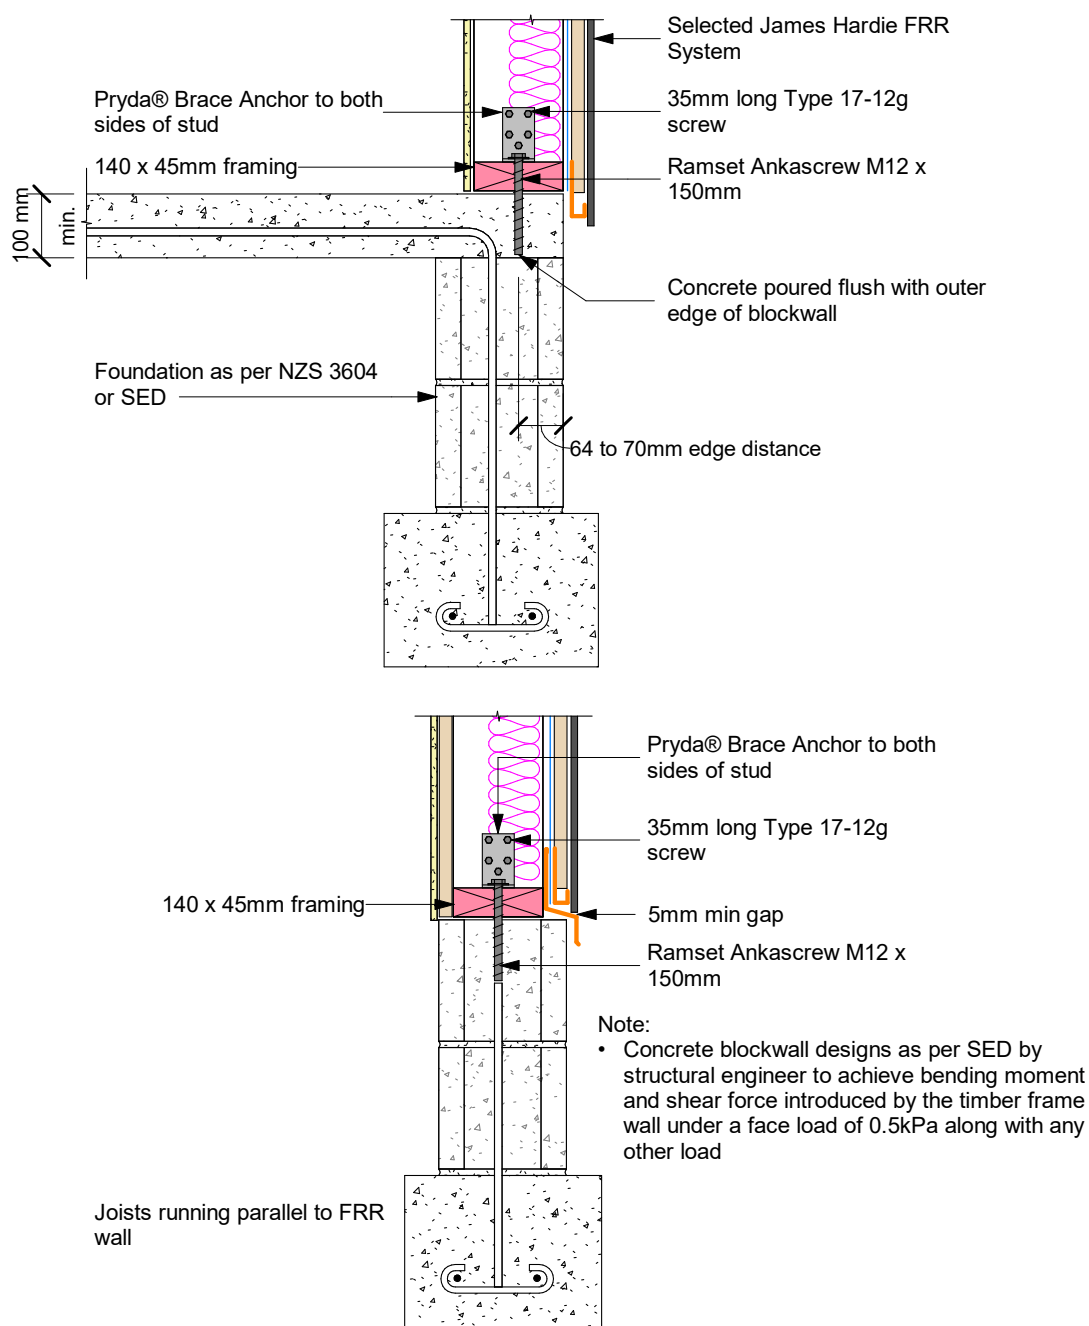 Selected James Hardie FRR
System
Pryda® Brace Anchor to both
sides of stud
35mm long Type 17-12g
screw
140 x 45mm framing
Ramset Ankascrew M12 x
150mm
100 mm
min.
Concrete poured flush with outer
edge of blockwall
Foundation as per NZS 3604
or SED
64 to 70mm edge distance
Pryda® Brace Anchor to both
sides of stud
35mm long Type 17-12g
screw
140 x 45mm framing
5mm min gap
Ramset Ankascrew M12 x
150mm
Note:
• Concrete blockwall designs as per SED by
structural engineer to achieve bending moment
and shear force introduced by the timber frame
wall under a face load of 0.5kPa along with any
other load
Joists running parallel to FRR
wall